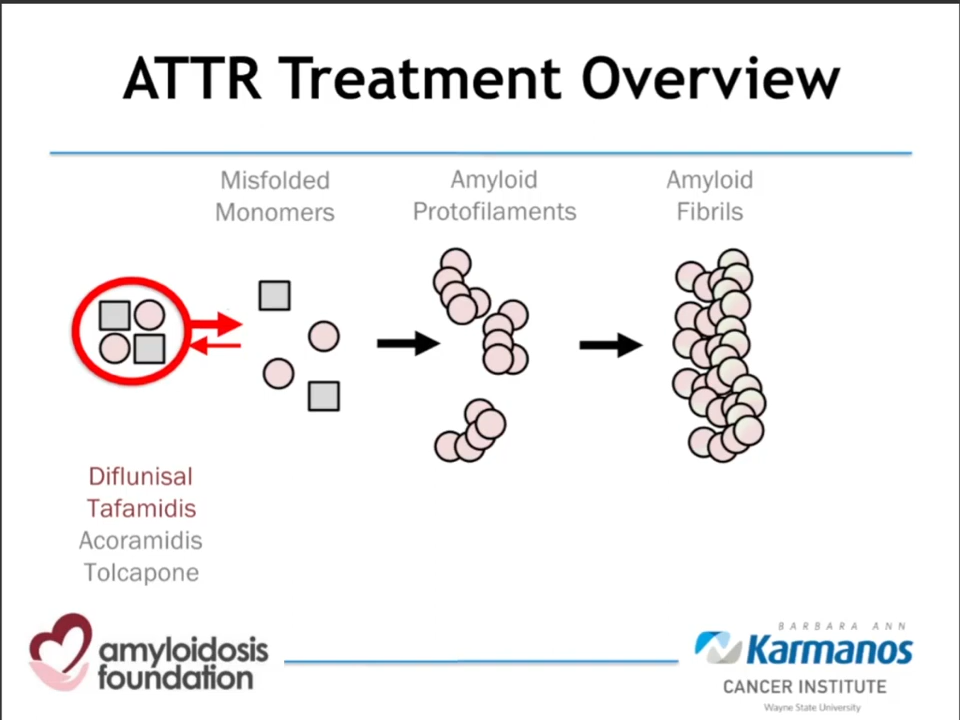 ATTR Treatment Overview
Misfolded
Monomers
Amyloid
Protofilaments
Amyloid
Fibrils
Diflunisal
Tafamidis
Acoramidis
Tolcapone
amyloidosis
foundation
BARBARA ANN
Karmanos
CANCER INSTITUTE
Wayne State University